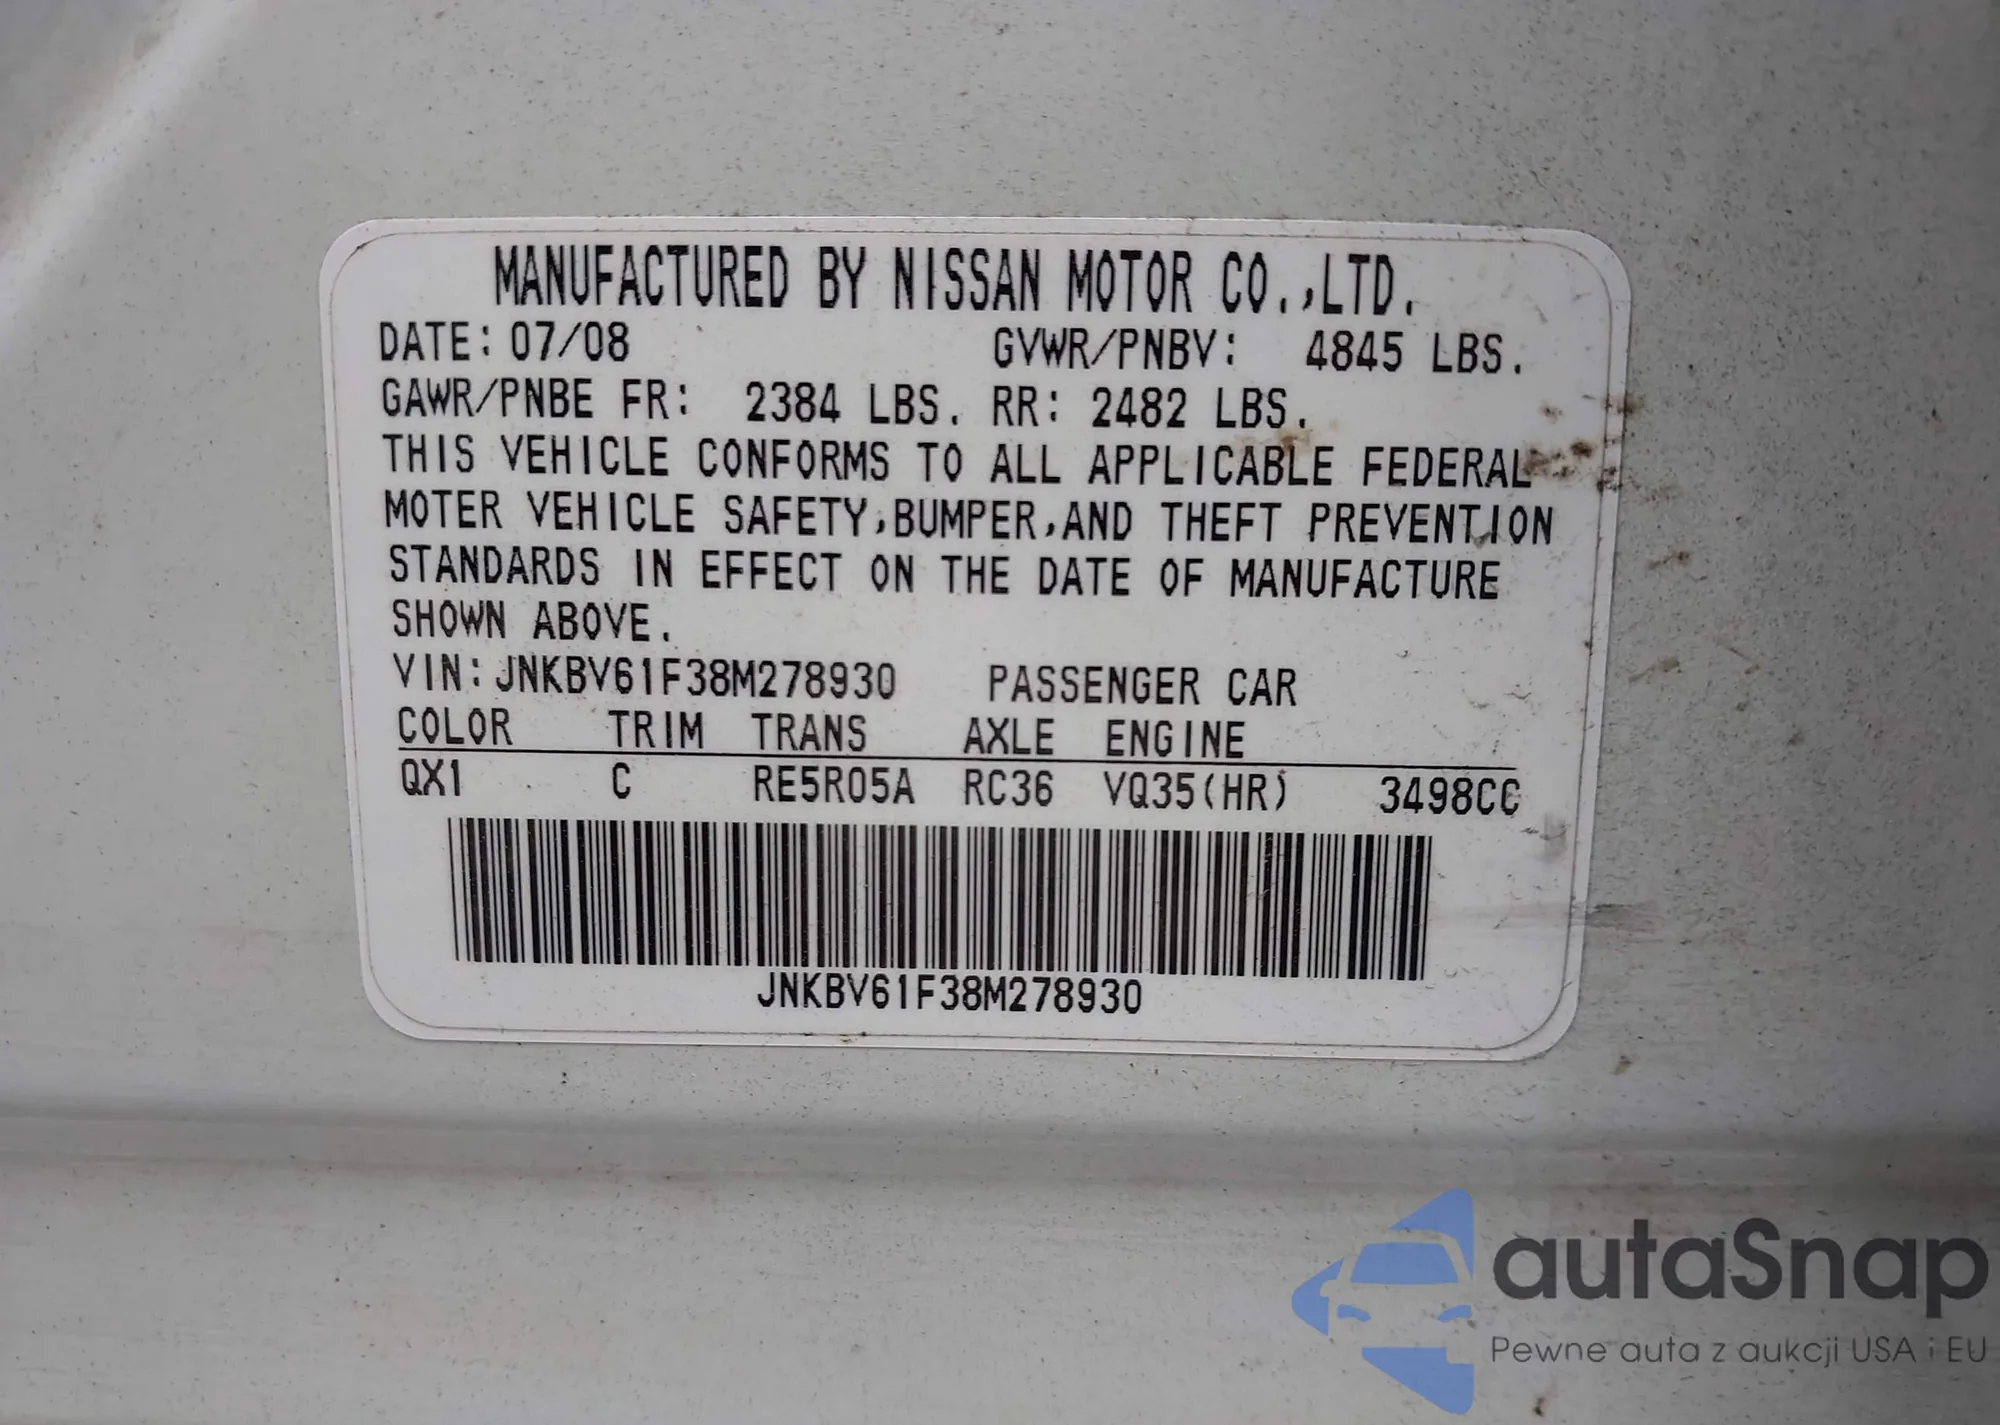 MANUFACTURED BY NISSAN MOTOR CO.,LTD.
DATE: 07/08 GVWR/PNBV: 4845 LBS.
GAWR/PNBE FR: 2384 LBS. RR: 2482 LBS.
THIS VEHICLE CONFORMS TO ALL APPLICABLE FEDERAL
MOTER VEHICLE SAFETY,BUMPER,AND THEFT PREVENTION
STANDARDS IN EFFECT ON THE DATE OF MANUFACTURE
SHOWN ABOVE.
VIN: JNKBV61F38M278930 PASSENGER CAR
COLOR TRIM TRANS AXLE ENGINE
QX1 C RE5R05A RC36 VQ35(HR) 3498CC
JNKBV61F38M278930
autaSnap
Pewne auta z aukcji USA i EU